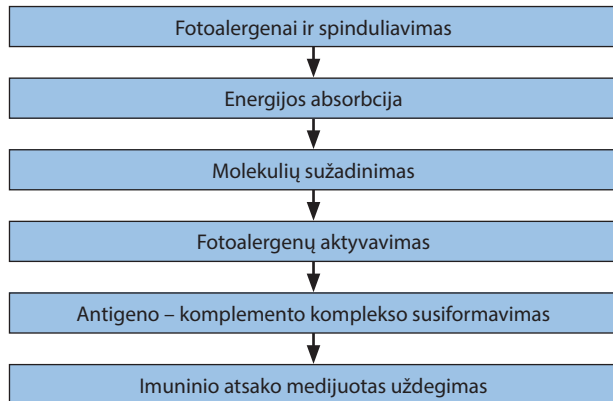 Fotoalergenai ir spinduliavimas
Energijos absorbcija
Molekulių sužadinimas
Fotoalergenų aktyvavimas
Antigeno – komplemento komplekso susiformavimas
Imuninio atsako medijuotas uždegimas